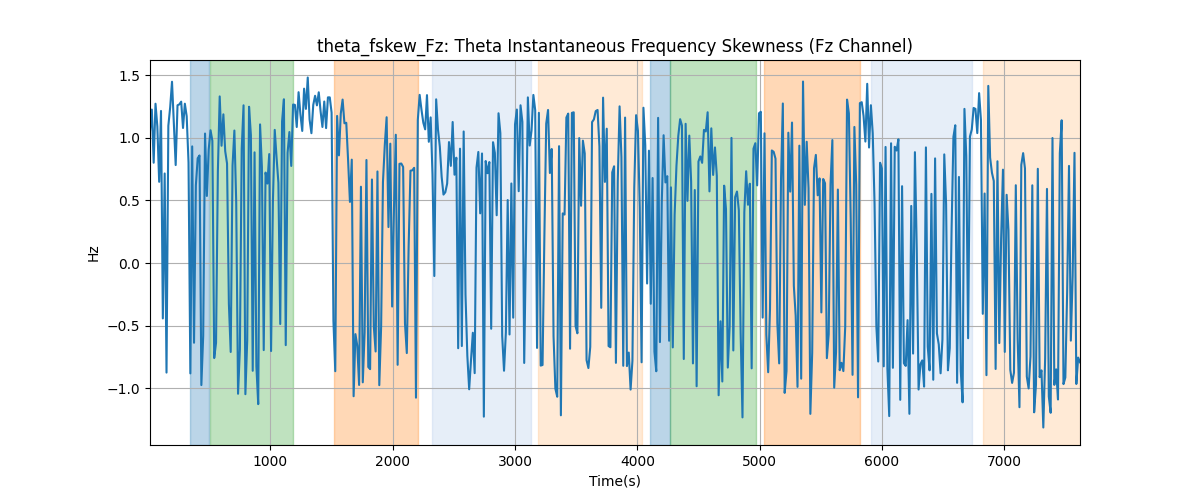 theta_fskew_Fz: Theta Instantaneous Frequency Skewness (Fz Channel)
1.5
1.0
0.5
0.0
−0.5
−1.0
Hz
1000 2000 3000 4000 5000 6000 7000
Time(s)